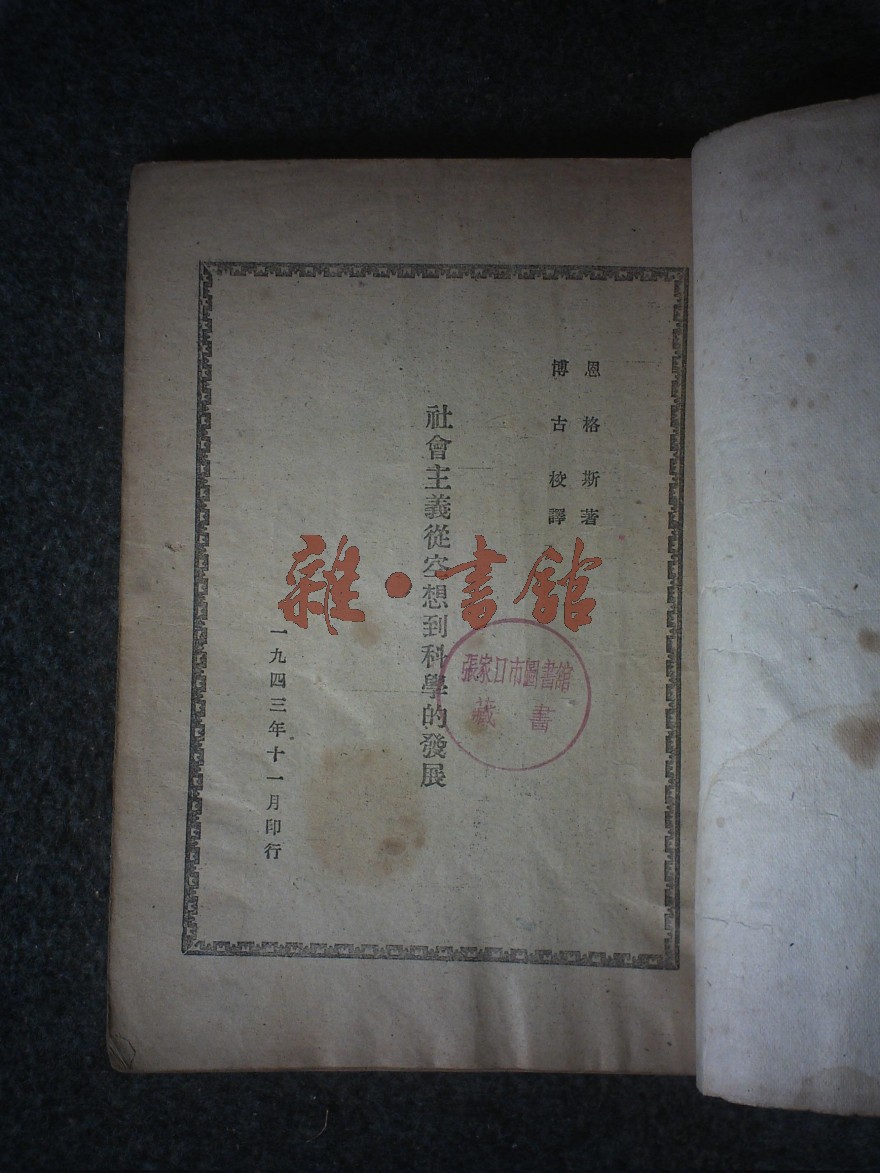 恩格斯著
博古校譯
社會主義從空想到科學的發展
一九四三年十一月印行
張家口市圖書館
藏書
雜·書館